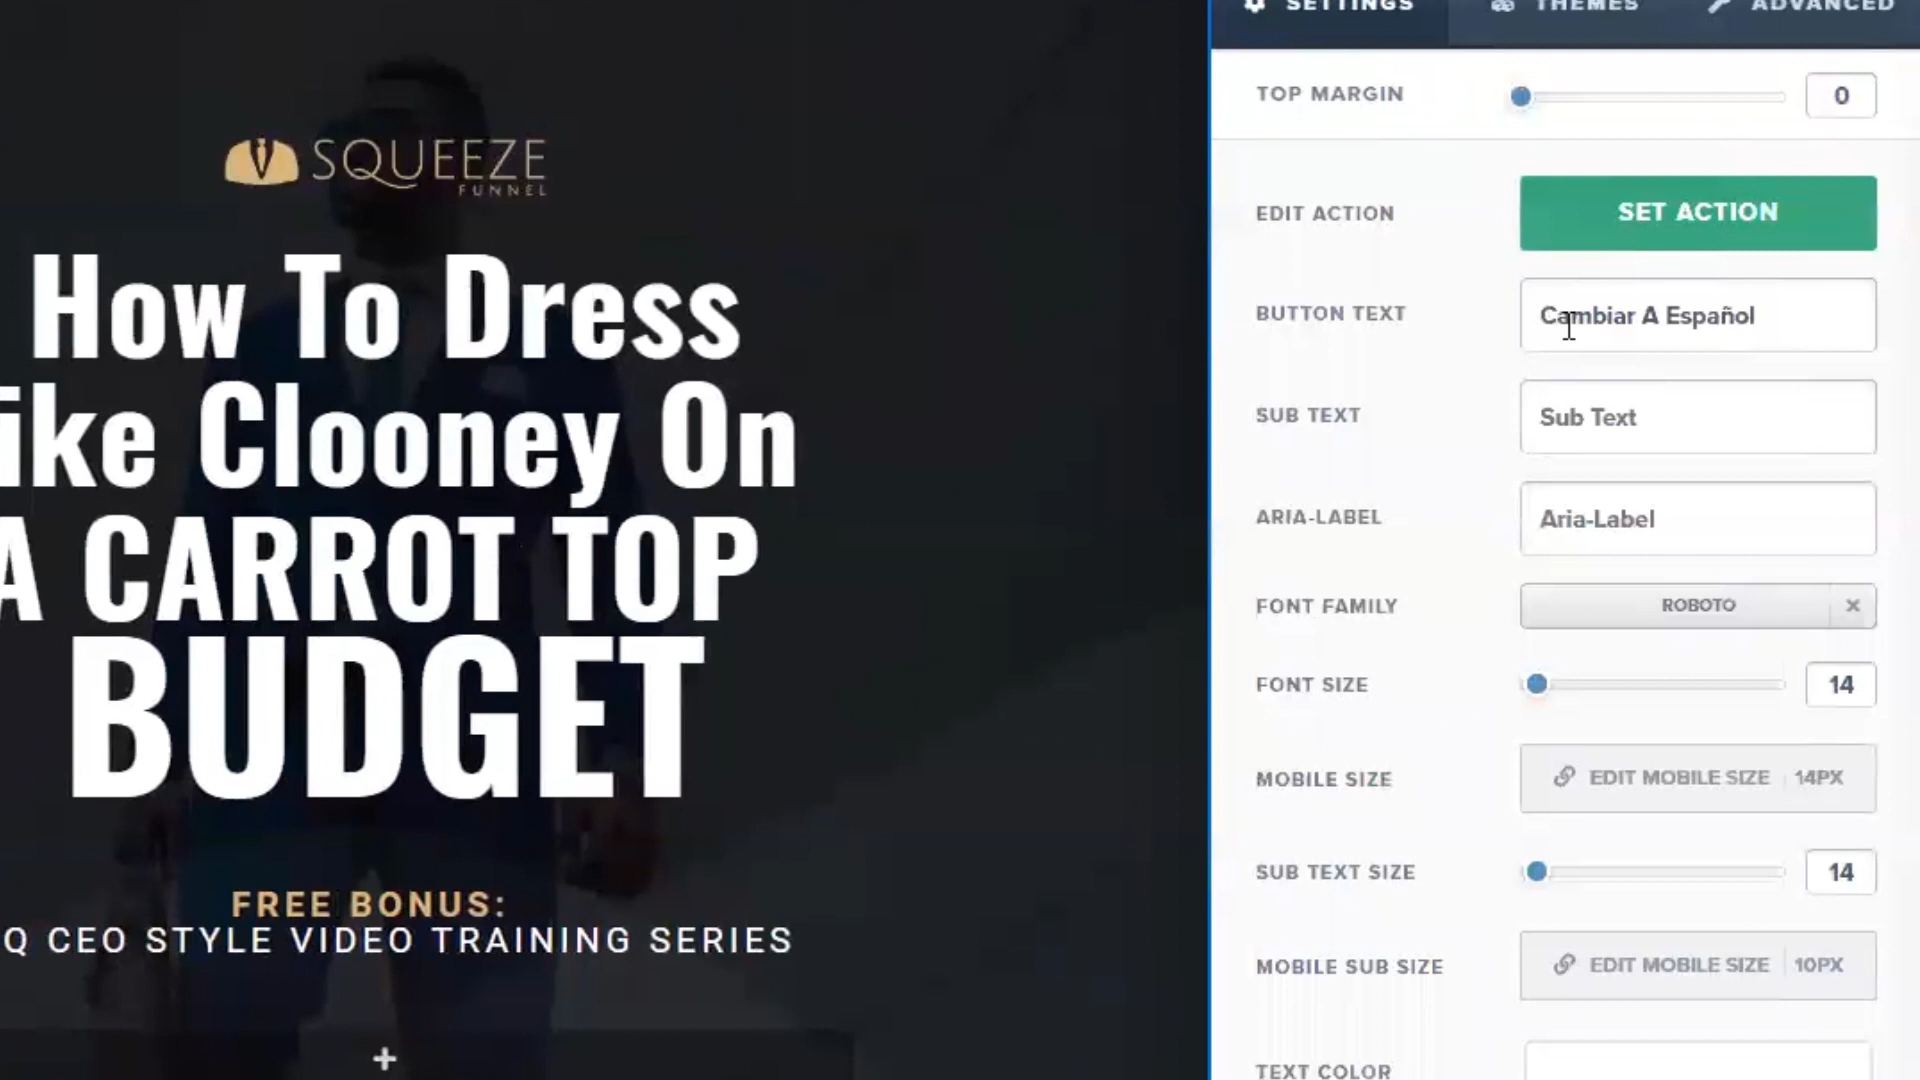 SQUEEZE
FUNNEL
How To Dress
ike Clooney On
A CARROT TOP
BUDGET
FREE BONUS:
Q CEO STYLE VIDEO TRAINING SERIES
SETTINGS
THEMES
ADVANCED
TOP MARGIN
0
EDIT ACTION
SET ACTION
BUTTON TEXT
Cambiar A Español
SUB TEXT
Sub Text
ARIA-LABEL
Aria-Label
FONT FAMILY
ROBOTO
FONT SIZE
14
MOBILE SIZE
EDIT MOBILE SIZE 14PX
SUB TEXT SIZE
14
MOBILE SUB SIZE
EDIT MOBILE SIZE 10PX
TEXT COLOR